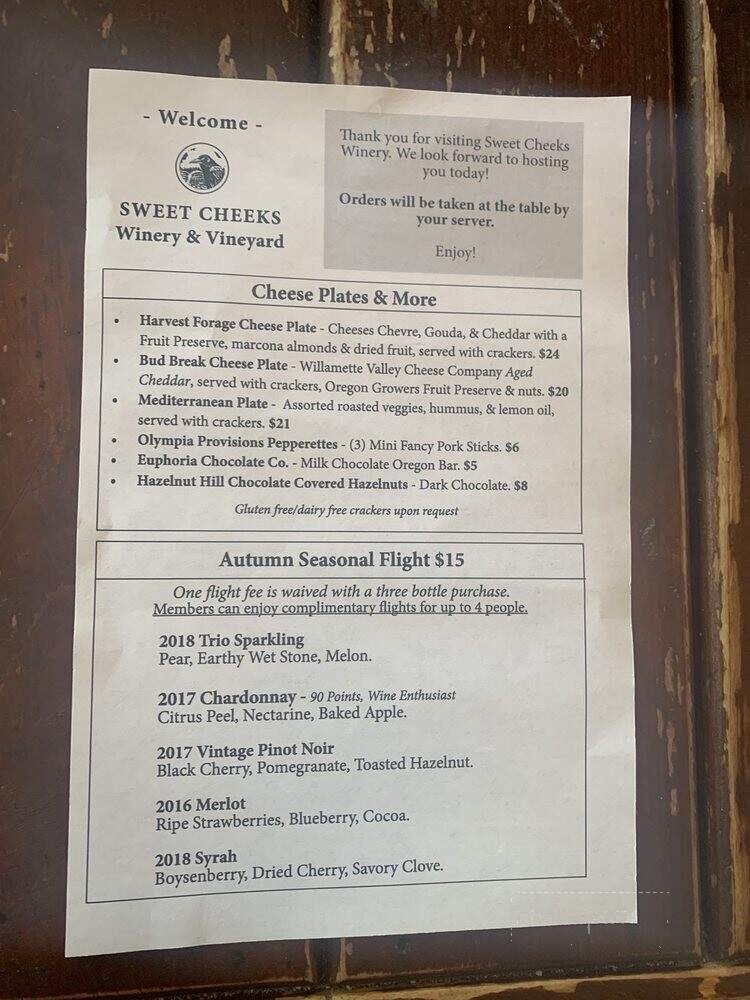 - Welcome -
SWEET CHEEKS
Winery & Vineyard
Thank you for visiting Sweet Cheeks
Winery. We look forward to hosting
you today!
Orders will be taken at the table by
your server.
Enjoy!
Cheese Plates & More
• Harvest Forage Cheese Plate - Cheeses Chevre, Gouda, & Cheddar with a
Fruit Preserve, marcona almonds & dried fruit, served with crackers. $24
• Bud Break Cheese Plate - Willamette Valley Cheese Company Aged
Cheddar, served with crackers, Oregon Growers Fruit Preserve & nuts. $20
• Mediterranean Plate - Assorted roasted veggies, hummus, & lemon oil,
served with crackers. $21
• Olympia Provisions Pepperettes - (3) Mini Fancy Pork Sticks. $6
• Euphoria Chocolate Co. - Milk Chocolate Oregon Bar. $5
• Hazelnut Hill Chocolate Covered Hazelnuts - Dark Chocolate. $8
Gluten free/dairy free crackers upon request
Autumn Seasonal Flight $15
One flight fee is waived with a three bottle purchase.
Members can enjoy complimentary flights for up to 4 people.
2018 Trio Sparkling
Pear, Earthy Wet Stone, Melon.
2017 Chardonnay - 90 Points, Wine Enthusiast
Citrus Peel, Nectarine, Baked Apple.
2017 Vintage Pinot Noir
Black Cherry, Pomegranate, Toasted Hazelnut.
2016 Merlot
Ripe Strawberries, Blueberry, Cocoa.
2018 Syrah
Boysenberry, Dried Cherry, Savory Clove.